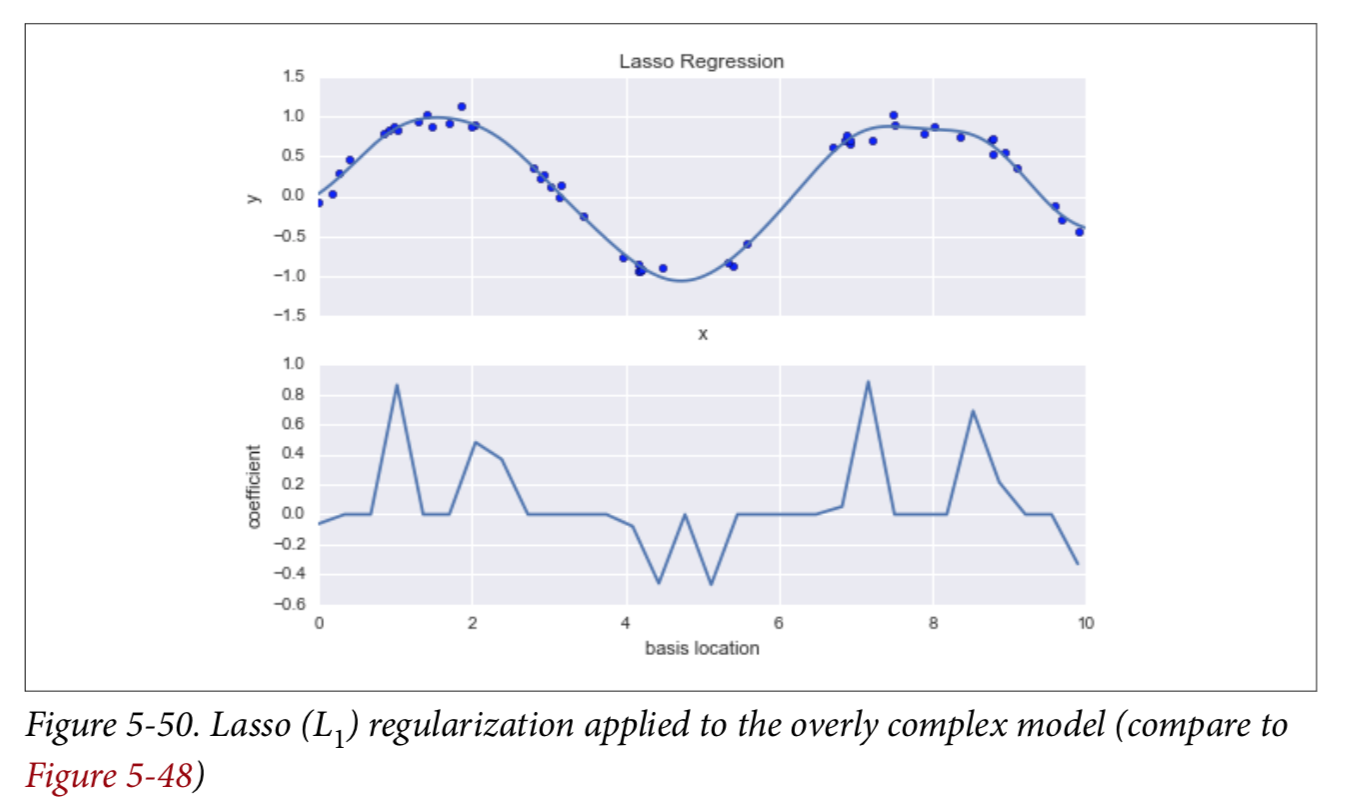 Lasso Regression
1.5
1.0
0.5
0.0
−0.5
−1.0
−1.5
y
x
1.0
0.8
0.6
0.4
0.2
0.0
−0.2
−0.4
−0.6
coefficient
0 2 4 6 8 10
basis location
Figure 5-50. Lasso (L₁) regularization applied to the overly complex model (compare to
Figure 5-48)